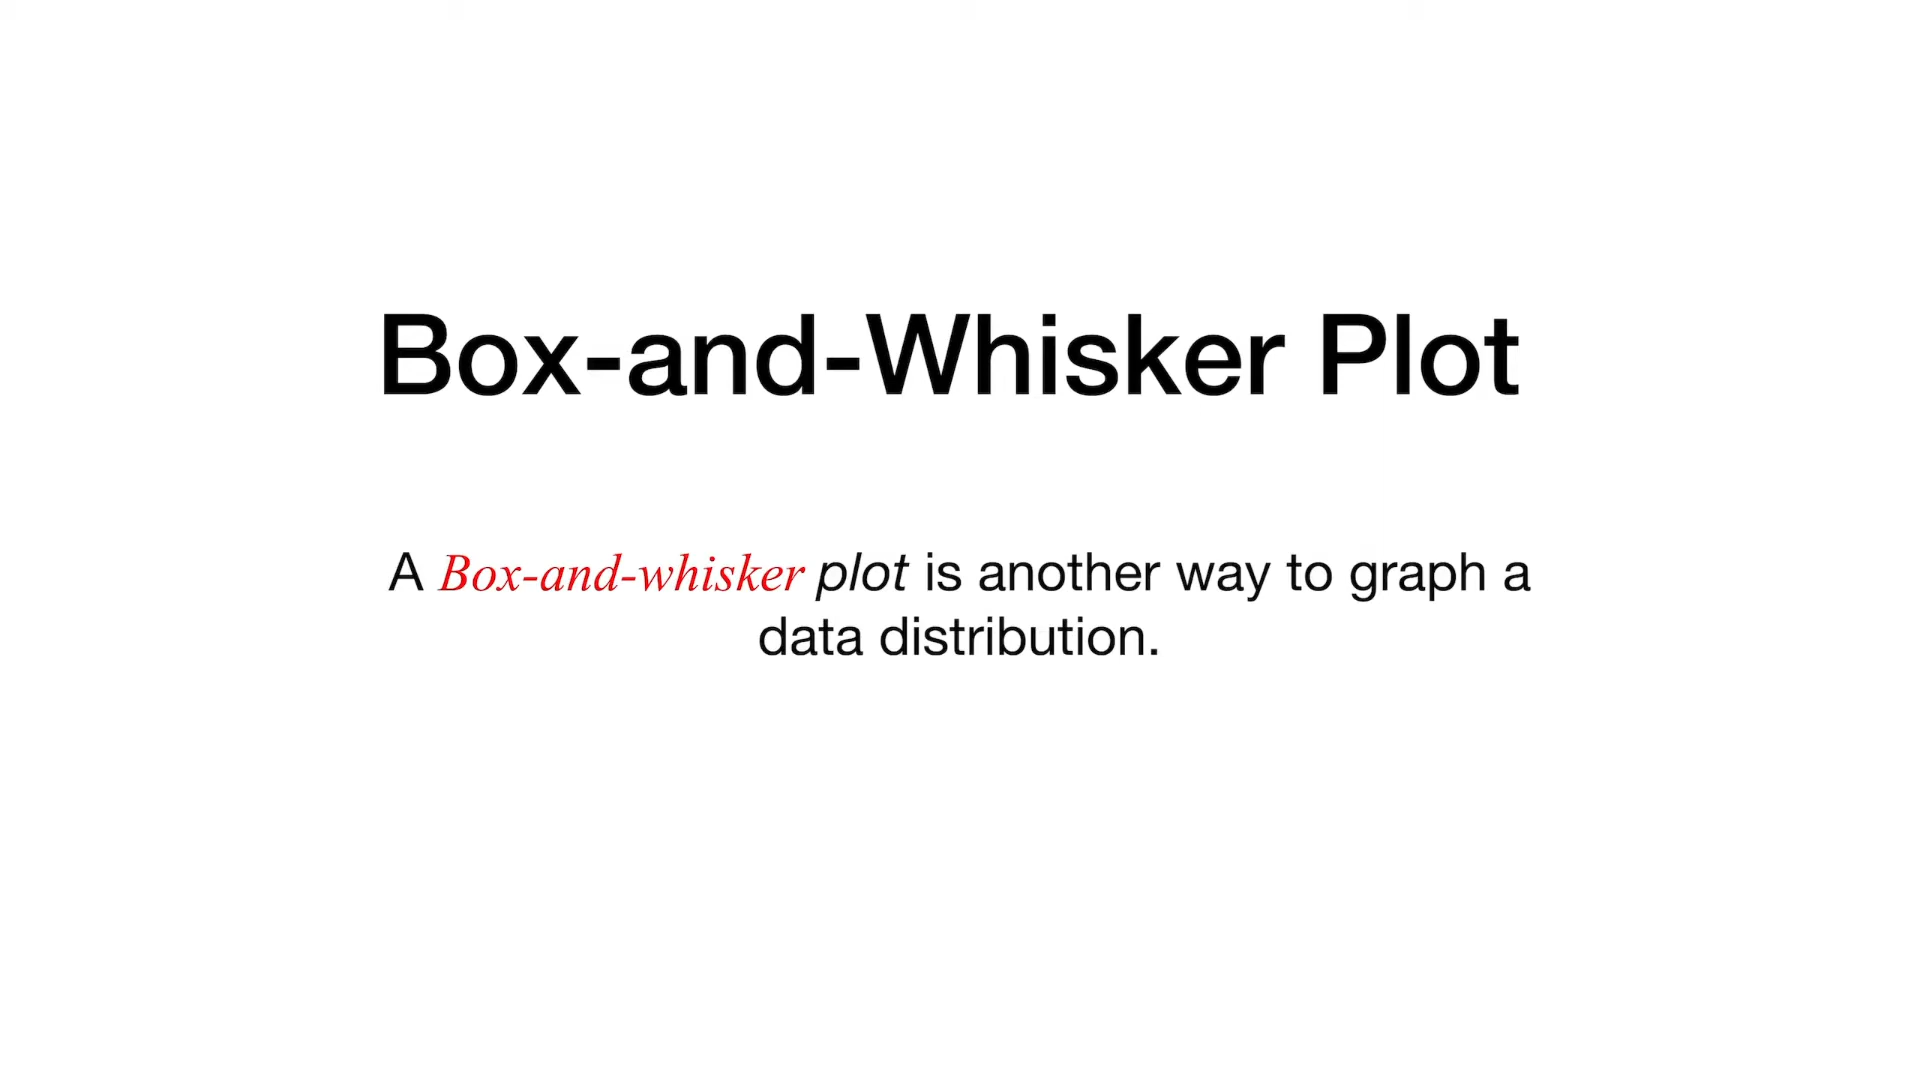 Box-and-Whisker Plot
A Box-and-whisker plot is another way to graph a
data distribution.